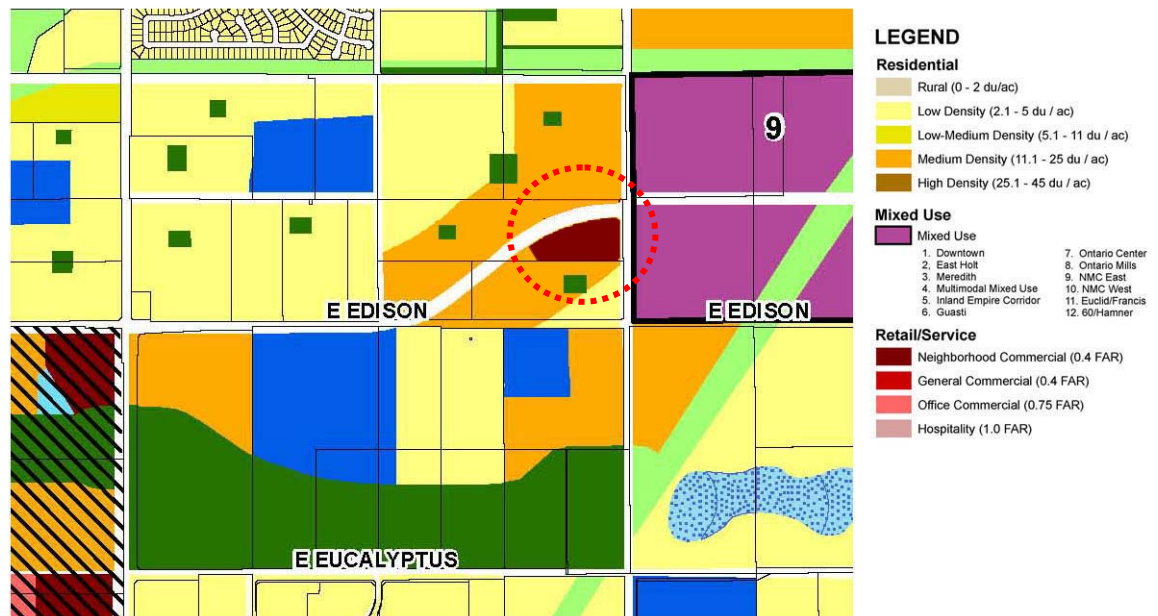 9
E EDISON
E EDISON
E EUCALYPTUS
LEGEND
Residential
Rural (0 - 2 du/ac)
Low Density (2.1 - 5 du / ac)
Low-Medium Density (5.1 - 11 du / ac)
Medium Density (11.1 - 25 du / ac)
High Density (25.1 - 45 du / ac)
Mixed Use
Mixed Use
1. Downtown
2, East Holt
3. Meredith
4. Multimodal Mixed Use
5. Inland Empire Corridor
6. Guasti
7. Ontario Center
8. Ontario Mills
9. NMC East
10. NMC West
11. Euclid/Francis
12. 60/Hamner
Retail/Service
Neighborhood Commercial (0.4 FAR)
General Commercial (0.4 FAR)
Office Commercial (0.75 FAR)
Hospitality (1.0 FAR)